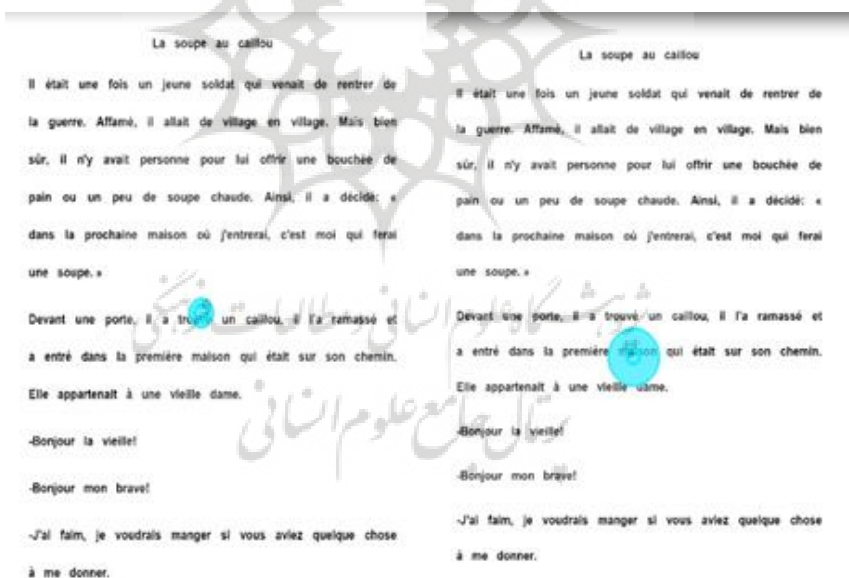 La soupe au caillou
Il était une fois un jeune soldat qui venait de rentrer de
la guerre. Affamé, il allait de village en village. Mais bien
sûr, il n'y avait personne pour lui offrir une bouchée de
pain ou un peu de soupe chaude. Ainsi, il a décidé: «
dans la prochaine maison où j'entrerai, c'est moi qui ferai
une soupe. »
Devant une porte, il a un caillou, il l'a ramassé et
a entré dans la première maison qui était sur son chemin.
Elle appartenait à une vieille dame.
-Bonjour la vieille!
-Bonjour mon brave!
-J'ai faim, je voudrais manger si vous aviez quelque chose
à me donner.
La soupe au caillou
Il était une fois un jeune soldat qui venait de rentrer de
la guerre. Affamé, il allait de village en village. Mais bien
sûr, il n'y avait personne pour lui offrir une bouchée de
pain ou un peu de soupe chaude. Ainsi, il a décidé: «
dans la prochaine maison où j'entrerai, c'est moi qui ferai
une soupe. »
Devant une porte, il a trouvé un caillou, il l'a ramassé et
a entré dans la première maison qui était sur son chemin.
Elle appartenait à une vieille dame.
-Bonjour la vieille!
-Bonjour mon brave!
-J'ai faim, je voudrais manger si vous aviez quelque chose
à me donner.
پژوهشگاه علوم انسانی و مطالعات فرهنگی
پرتال جامع علوم انسانی